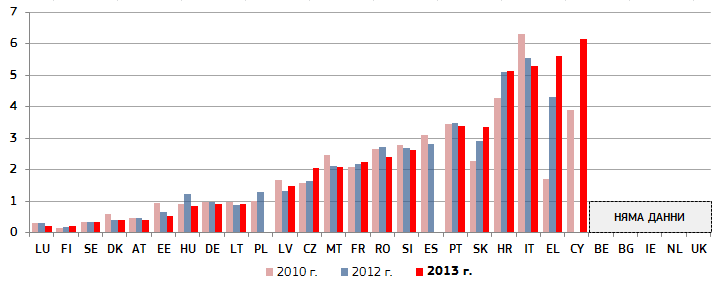 7
6
5
4
3
2
1
0
НЯМА ДАННИ
LU FI SE DK AT EE HU DE LT PL LV CZ MT FR RO SI ES PT SK HR IT EL CY BE BG IE NL UK
2010 г. 2012 г. 2013 г.